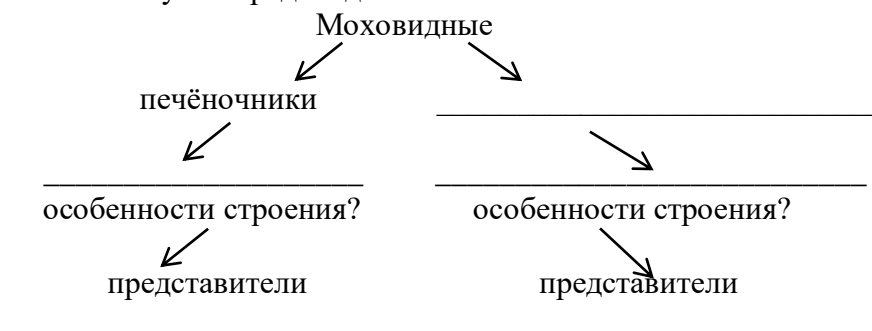 Моховидные
печёночники
особенности строения? особенности строения?
представители представители